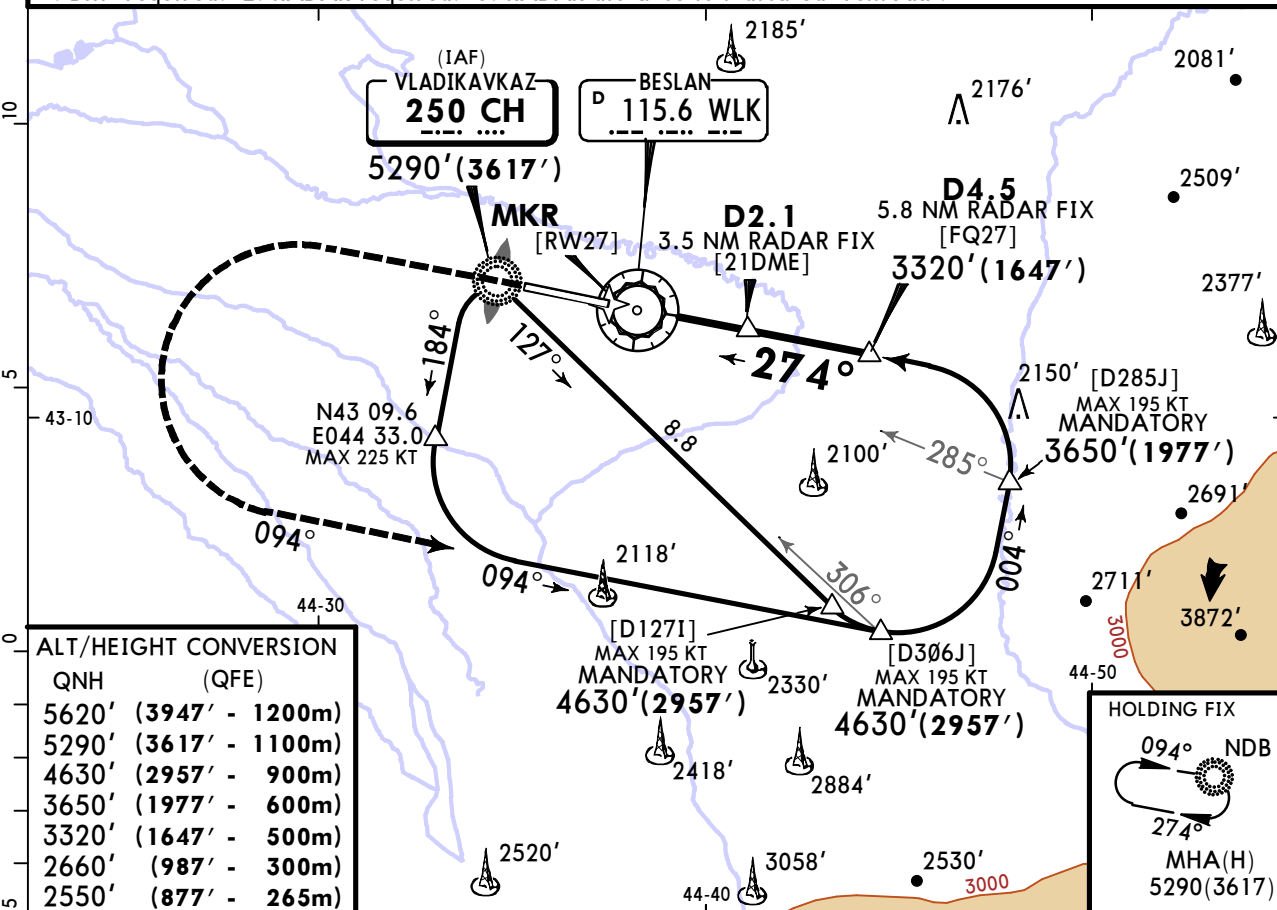 2185'
2081'
(IAF)
VLADIKAVKAZ
250 CH
BESLAN
D 115.6 WLK
2176'
10
5290'(3617')
2509'
MKR
[RW27]
D2.1
3.5 NM RADAR FIX
[21DME]
D4.5
5.8 NM RADAR FIX
[FQ27]
3320'(1647')
2377'
184°
127°
274°
5
43-10
N43 09.6
E044 33.0
MAX 225 KT
8.8
2150'
[D285J]
MAX 195 KT
MANDATORY
3650'(1977')
285°
2100'
2691'
094°
2118'
094°
306°
004°
2711'
3872'
3000
44-30
0
[D127I]
MAX 195 KT
MANDATORY
4630'(2957')
2330'
[D306J]
MAX 195 KT
MANDATORY
4630'(2957')
44-50
ALT/HEIGHT CONVERSION
QNH (QFE)
5620' (3947' - 1200m)
5290' (3617' - 1100m)
4630' (2957' - 900m)
3650' (1977' - 600m)
3320' (1647' - 500m)
2660' (987' - 300m)
2550' (877' - 265m)
2418'
2884'
HOLDING FIX
094°
NDB
274°
MHA(H)
5290(3617)
2520'
3058'
2530'
3000
44-40
5